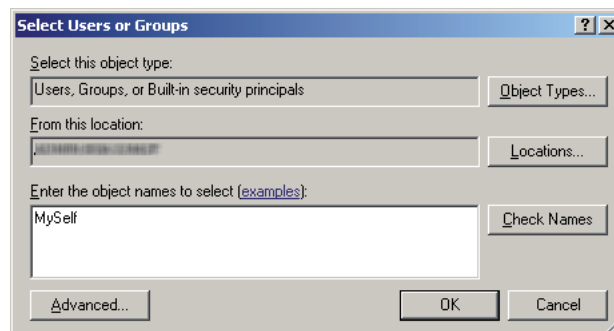 Select Users or Groups
Select this object type:
Users, Groups, or Built-in security principals
Object Types...
From this location:
Locations...
Enter the object names to select (examples):
MySelf
Check Names
Advanced...
OK
Cancel